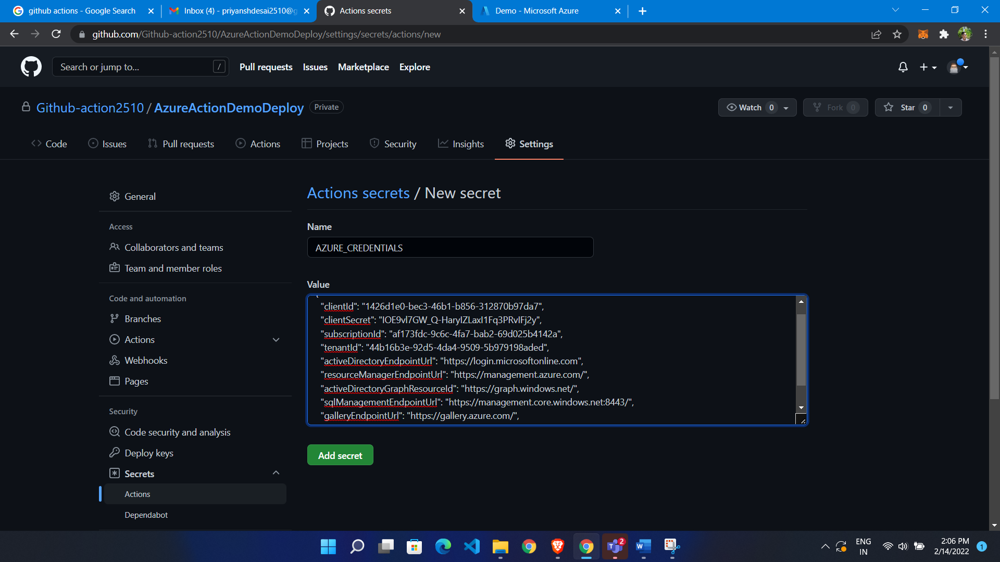 github actions - Google Search
Inbox (4) - priyanshdesai2510@g
Actions secrets
Demo - Microsoft Azure
github.com/Github-action2510/AzureActionDemoDeploy/settings/secrets/actions/new
Search or jump to...
/
Pull requests
Issues
Marketplace
Explore
Github-action2510 / AzureActionDemoDeploy
Private
Watch 0
Fork 0
Star 0
Code
Issues
Pull requests
Actions
Projects
Security
Insights
Settings
General
Access
Collaborators and teams
Team and member roles
Code and automation
Branches
Actions
Webhooks
Pages
Security
Code security and analysis
Deploy keys
Secrets
Actions
Dependabot
Actions secrets / New secret
Name
AZURE_CREDENTIALS
Value
"clientId": "1426d1e0-bec3-46b1-b856-312870b97da7",
"clientSecret": "IOE9vl7GW_Q-HaryIZLaxI1Fq3PRvIFj2y",
"subscriptionId": "af173fdc-9c6c-4fa7-bab2-69d025b4142a",
"tenantId": "44b16b3e-92d5-4da4-9509-5b979198aded",
"activeDirectoryEndpointUrl": "https://login.microsoftonline.com",
"resourceManagerEndpointUrl": "https://management.azure.com/",
"activeDirectoryGraphResourceId": "https://graph.windows.net/",
"sqlManagementEndpointUrl": "https://management.core.windows.net:8443/",
"galleryEndpointUrl": "https://gallery.azure.com/",
Add secret
2
ENG
IN
2:06 PM
2/14/2022
1